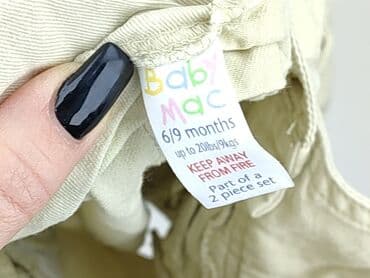 Baby
Mac
6/9 months
up to 20lbs/9kgs
KEEP AWAY
FROM FIRE
Part of a
2 piece set